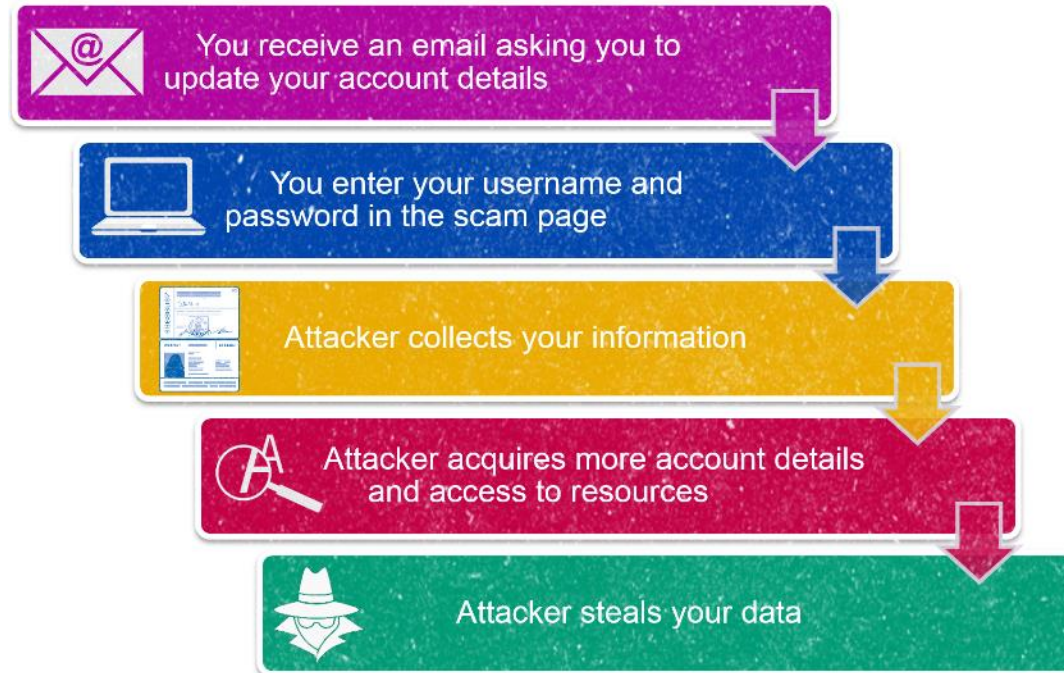 @
You receive an email asking you to
update your account details
You enter your username and
password in the scam page
Attacker collects your information
A A
Attacker acquires more account details
and access to resources
Attacker steals your data